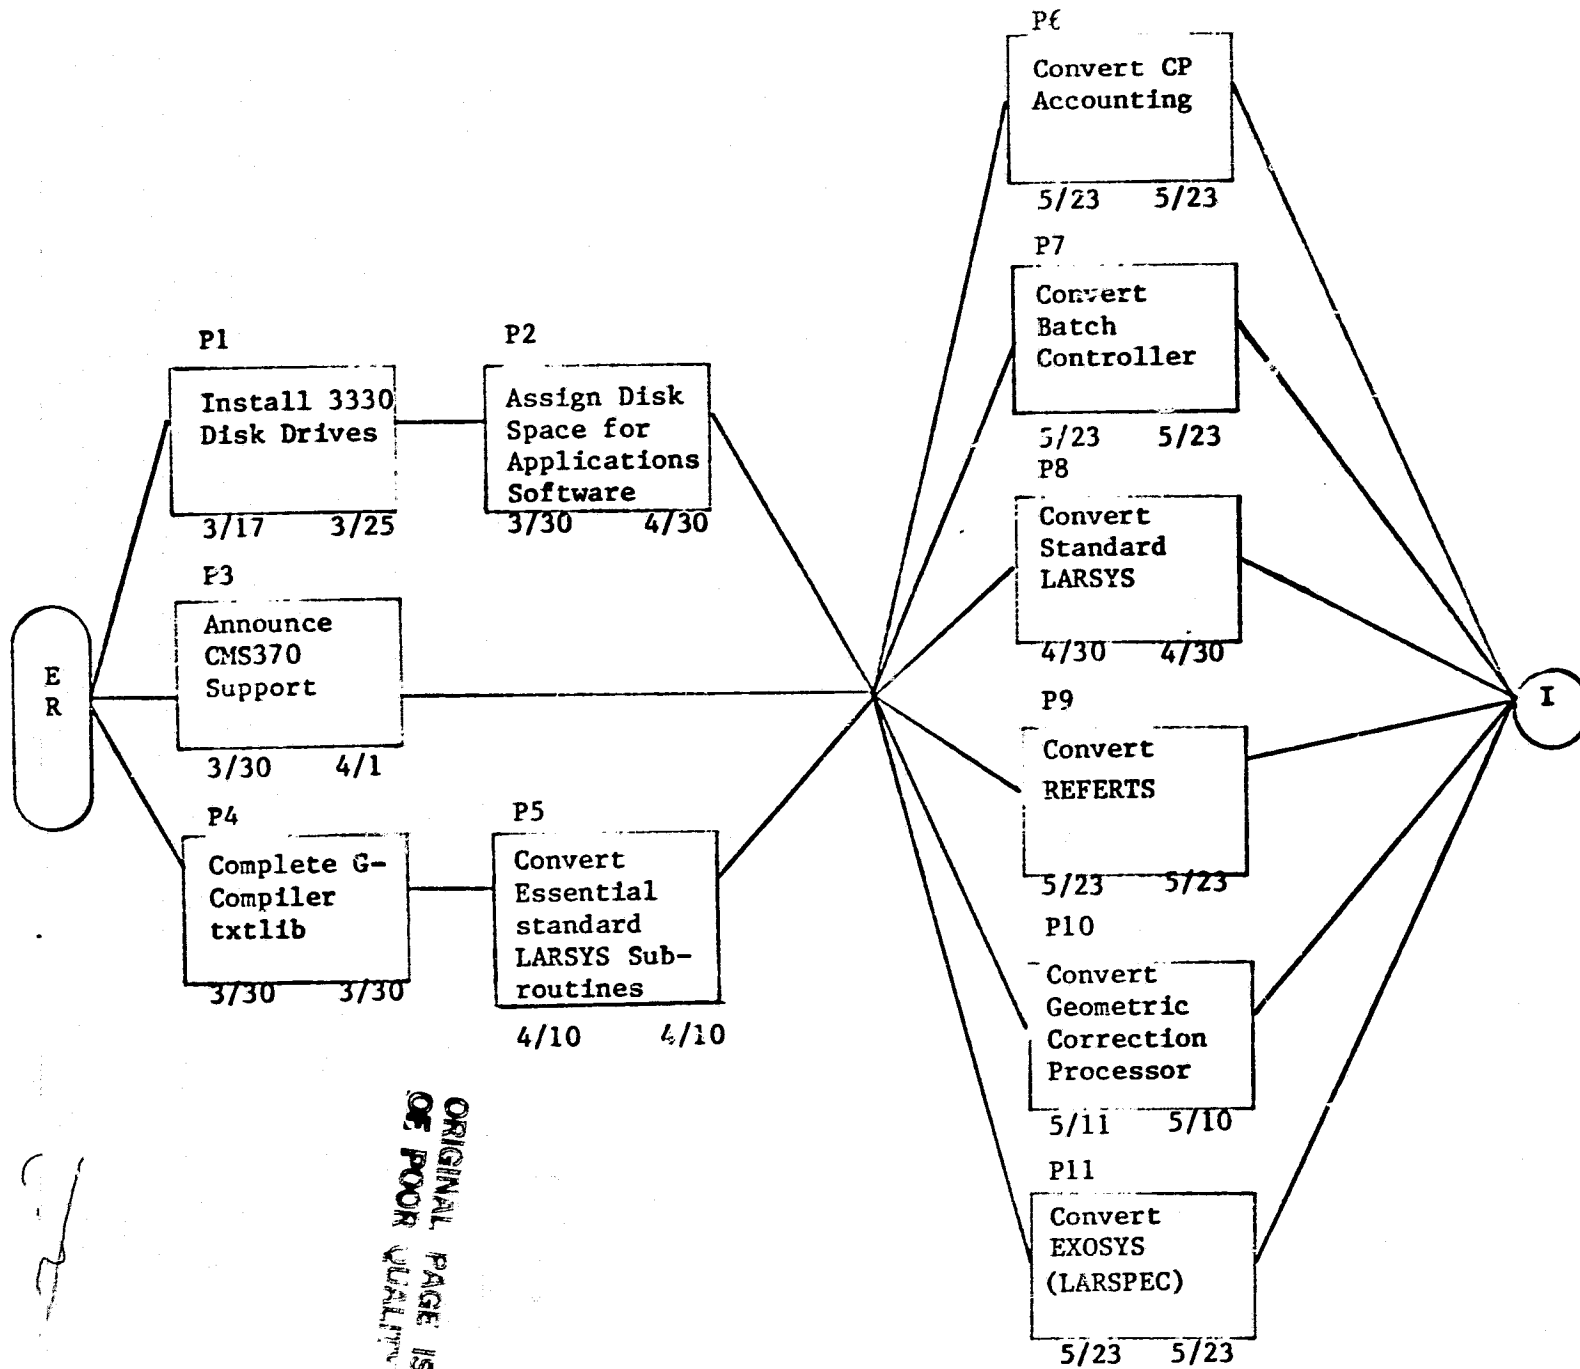 P6
Convert CP
Accounting
5/23 5/23
P7
Convert
Batch
Controller
5/23 5/23
P1
Install 3330
Disk Drives
3/17 3/25
P2
Assign Disk
Space for
Applications
Software
3/30 4/30
P8
Convert
Standard
LARSYS
4/30 4/30
P3
Announce
CMS370
Support
3/30 4/1
E
R
P9
Convert
REFERTS
5/23 5/23
I
P4
Complete G-
Compiler
txtlib
3/30 3/30
P5
Convert
Essential
standard
LARSYS Sub-
routines
4/10 4/10
P10
Convert
Geometric
Correction
Processor
5/11 5/10
P11
Convert
EXOSYS
(LARSPEC)
5/23 5/23
ORIGINAL PAGE IS
OF POOR QUALITY